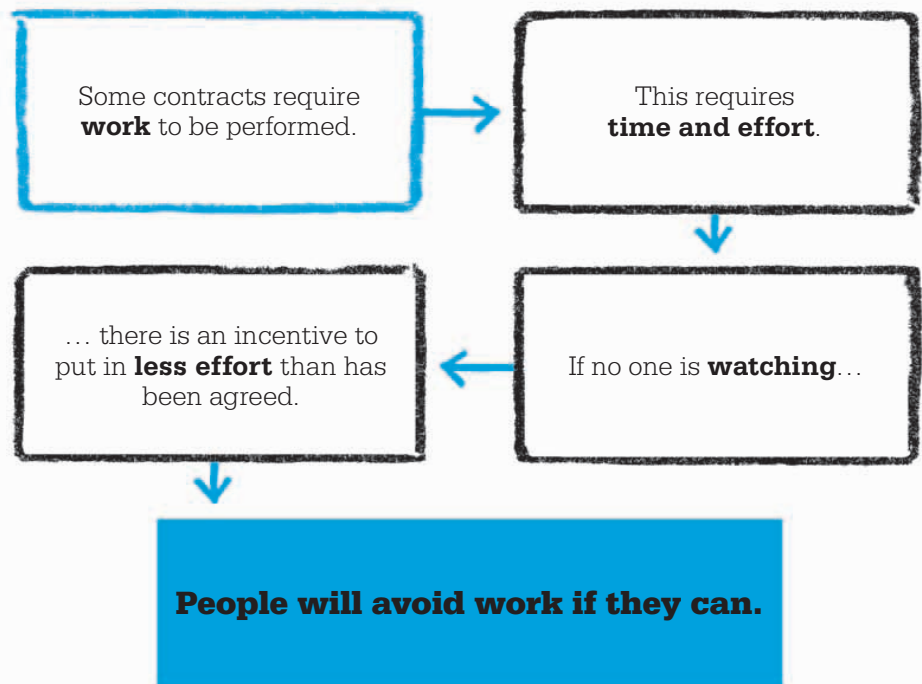 Some contracts require
work to be performed.
This requires
time and effort.
If no one is watching…
… there is an incentive to
put in less effort than has
been agreed.
People will avoid work if they can.